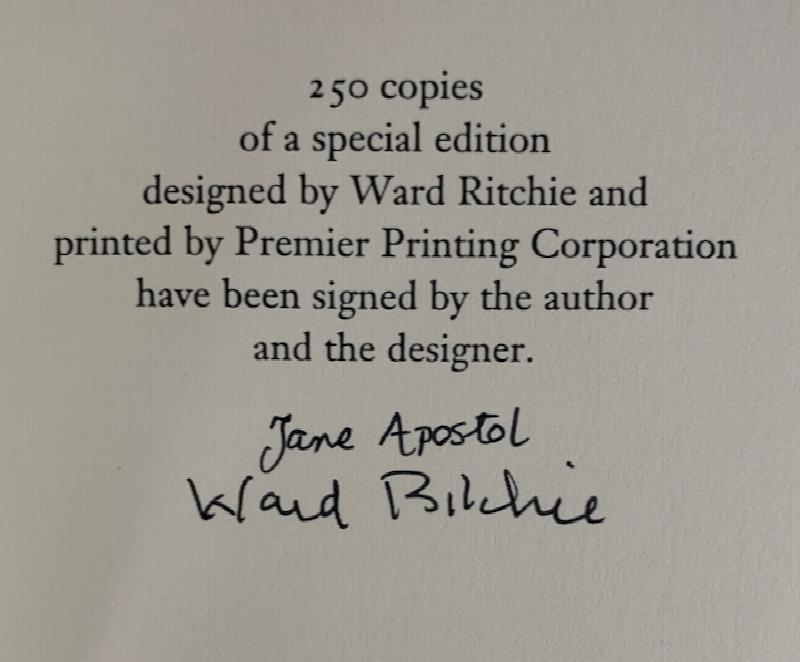 250 copies
of a special edition
designed by Ward Ritchie and
printed by Premier Printing Corporation
have been signed by the author
and the designer.
Jane Apostol
Ward Ritchie